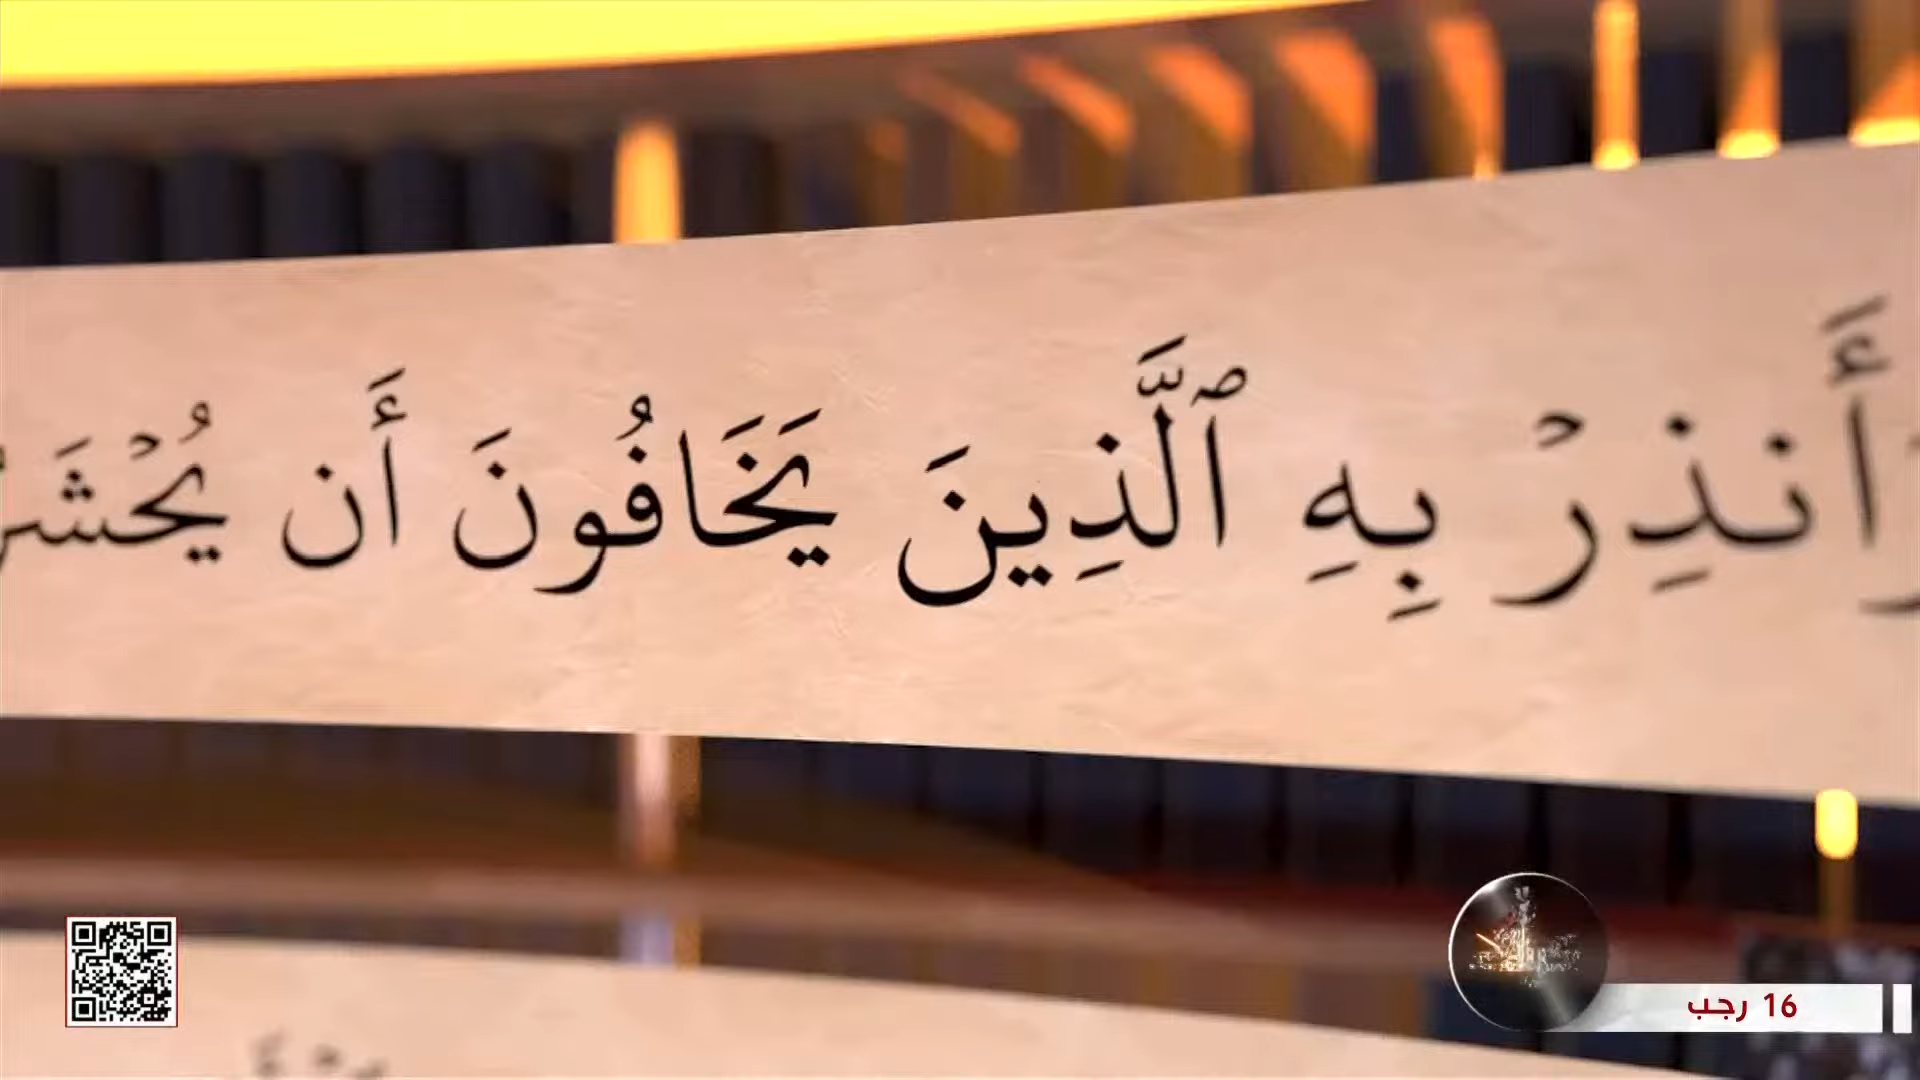 أَنذِرْ بِهِ ٱلَّذِينَ يَخَافُونَ أَن يُحْشَر
16 رجب